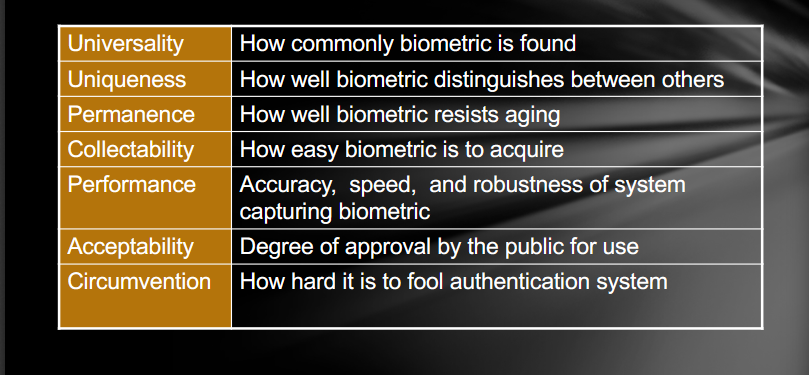 Universality How commonly biometric is found
Uniqueness How well biometric distinguishes between others
Permanence How well biometric resists aging
Collectability How easy biometric is to acquire
Performance Accuracy, speed, and robustness of system
capturing biometric
Acceptability Degree of approval by the public for use
Circumvention How hard it is to fool authentication system